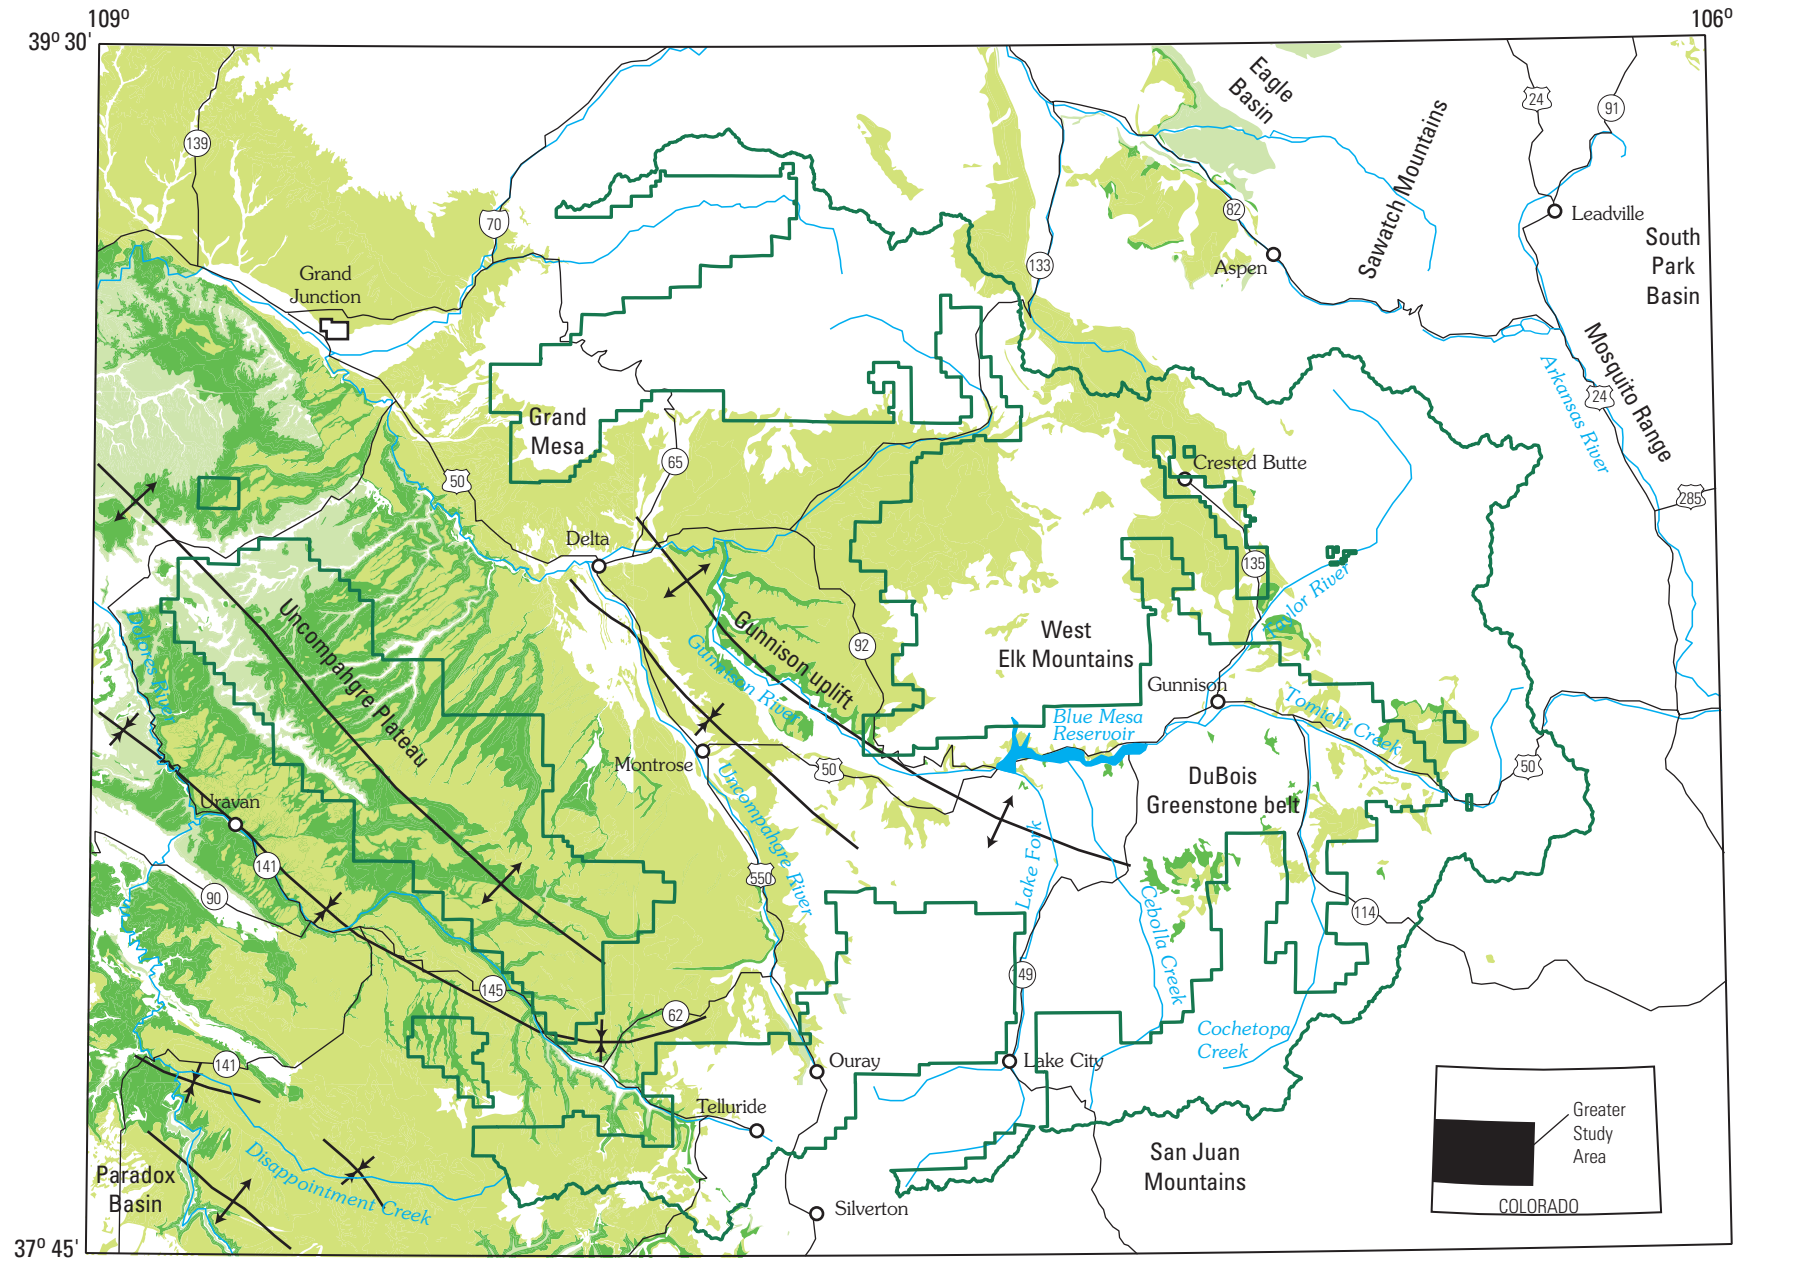 109º
106º
39º 30'
Eagle
Basin
24
91
139
Sawatch Mountains
82
Leadville
70
South
Park
Basin
Grand
Junction
133
Aspen
Mosquito Range
Arkansas River
24
Grand
Mesa
65
50
Crested Butte
285
Delta
135
Taylor River
Dolores River
Uncompahgre Plateau
Gunnison uplift
Gunnison River
92
West
Elk Mountains
Gunnison
Tomichi Creek
Blue Mesa
Reservoir
Montrose
50
50
Uncompahgre River
DuBois
Greenstone belt
Uravan
141
550
Lake Fork
90
Cebolla Creek
114
145
149
62
Cochetopa
Creek
141
Ouray
Lake City
Telluride
Greater
Study
Area
COLORADO
Disappointment Creek
San Juan
Mountains
Paradox
Basin
Silverton
37º 45'